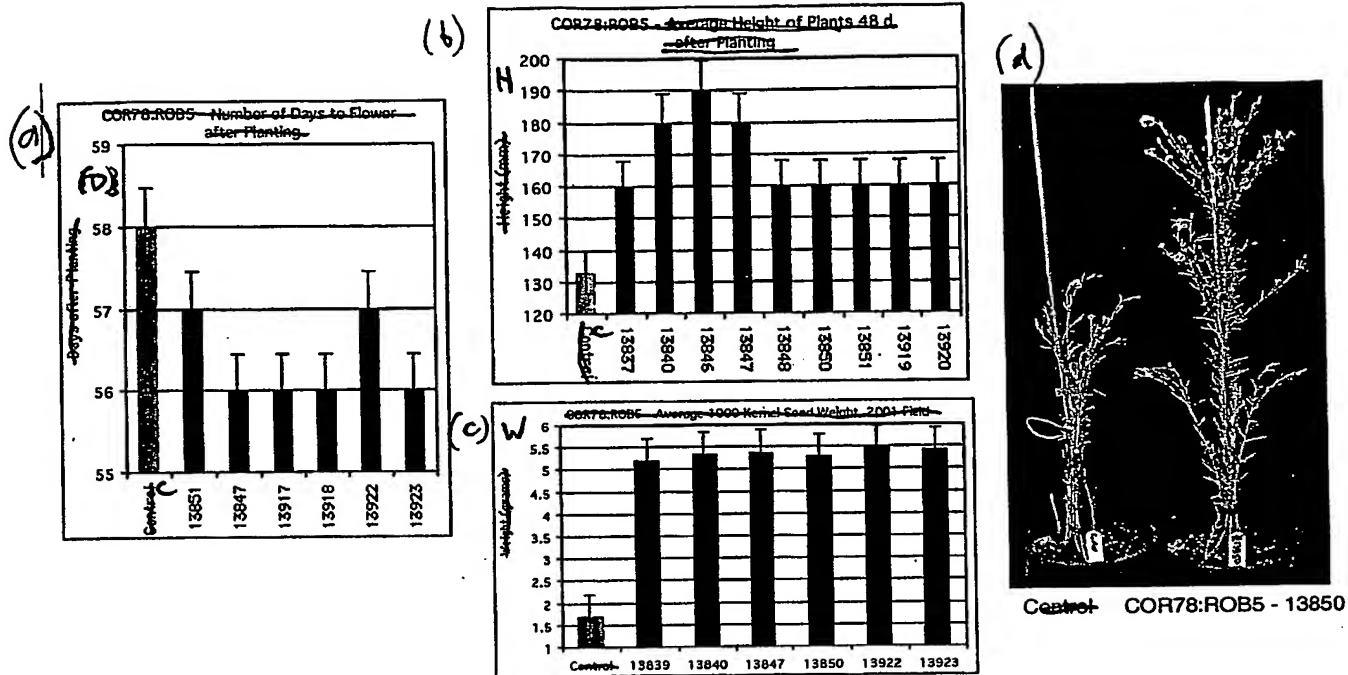 (a)
COR78:ROB5 - Number of Days to Flower
after Planting
(D)
Days after Planting
59
58
57
56
55
Control C
13851
13847
13917
13918
13922
13923
(b)
COR78:ROB5 - Average Height of Plants 48 d
after Planting
H
Height (mm)
200
190
180
170
160
150
140
130
120
Control C
13837
13840
13846
13847
13848
13850
13851
13919
13920
(c)
COR78:ROB5 - Average 1000 Kernel Seed Weight, 2001 Field
W
Weight (grams)
6
5.5
5
4.5
4
3.5
3
2.5
2
1.5
1
Control 13839 13840 13847 13850 13922 13923
(d)
Control COR78:ROB5 - 13850